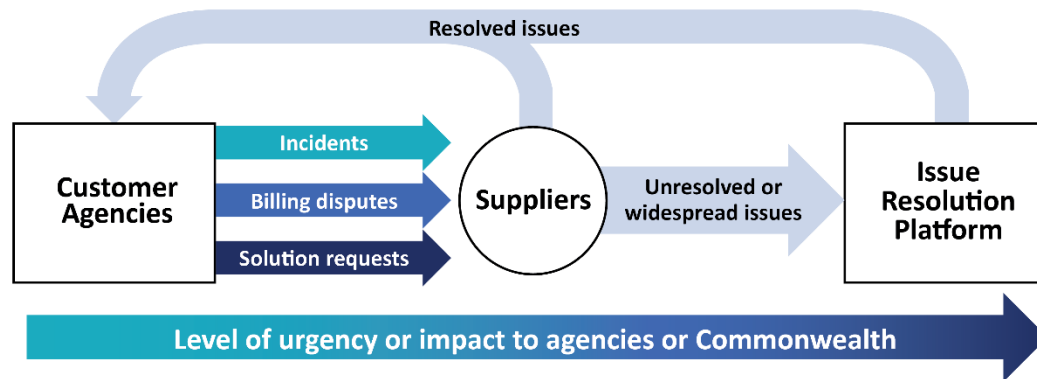 Resolved issues
Customer
Agencies
Incidents
Billing disputes
Solution requests
Suppliers
Unresolved or
widespread issues
Issue
Resolution
Platform
Level of urgency or impact to agencies or Commonwealth